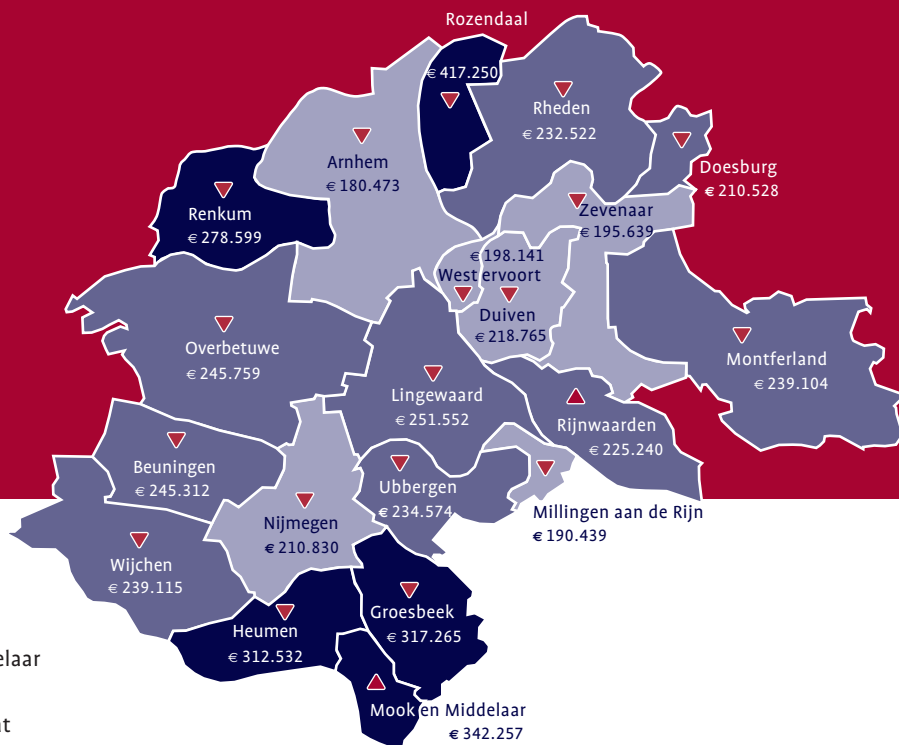 Rozendaal
€ 417.250
Rheden
€ 232.522
Arnhem
€ 180.473
Doesburg
€ 210.528
Renkum
€ 278.599
Zevenaar
€ 195.639
€ 198.141
Westervoort
Duiven
€ 218.765
Overbetuwe
€ 245.759
Montferland
€ 239.104
Lingewaard
€ 251.552
Rijnwaarden
€ 225.240
Beuningen
€ 245.312
Ubbergen
€ 234.574
Millingen aan de Rijn
€ 190.439
Nijmegen
€ 210.830
Wijchen
€ 239.115
Groesbeek
€ 317.265
Heumen
€ 312.532
elaar
Mook en Middelaar
€ 342.257
at